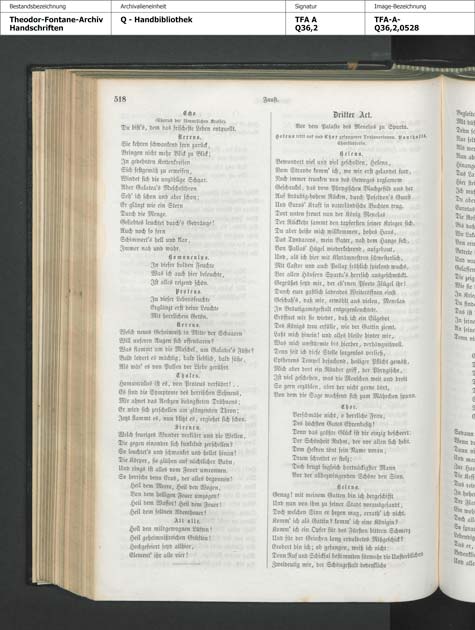 Bestandsbezeichnung
Theodor-Fontane-Archiv
Handschriften
Archivalieneinheit
Q - Handbibliothek
Signatur
TFA A
Q36,2
Image-Bezeichnung
TFA-A-
Q36,2,0528
518
Faust.
Echo
(Chorus der sämmtlichen Kreise).
Du bist's, dem das frischeste Leben entquellt.
Nereus.
Sie kehren schwankend fern zurück,
Bringen nicht mehr Blick zu Blick;
In gedehnten Kettenkreisen
Sich festgemäß zu erweisen,
Windet sich die unzählige Schaar.
Aber Galatea's Muschelthron
Seh' ich schon und aber schon;
Er glänzt wie ein Stern
Durch die Menge.
Geliebtes leuchtet durch's Gedränge!
Auch noch so fern
Schimmert's hell und klar,
Immer nah und wahr.
Homunculus.
In dieser holden Feuchte
Was ich auch hier beleuchte,
Ist alles reizend schön.
Proteus.
In dieser Lebensfeuchte
Erglänzt erst deine Leuchte
Mit herrlichem Getön.
Nereus.
Welch neues Geheimniß in Mitte der Schaaren
Will unseren Augen sich offenbaren?
Was flammt um die Muschel, um Galatea's Füße?
Bald lodert es mächtig, bald lieblich, bald süße,
Als wär' es von Pulsen der Liebe gerührt.
Thales.
Homunculus ist es, von Proteus verführt! .
Es sind die Symptome des herrischen Sehnens,
Mir ahnet das Aechzen beängsteten Dröhnens;
Er wird sich zerschellen am glänzenden Thron;
Jetzt flammt es, nun blitzt es, ergießet sich schon.
Sirenen.
Welch feuriges Wunder verklärt uns die Wellen,
Die gegen einander sich funkelnd zerschellen?
So leuchtet's und schwanket und hellet hinan!
Die Körper, sie glühen auf nächtlicher Bahn,
Und rings ist alles vom Feuer umronnen.
So herrsche denn Eros, der alles begonnen!
Heil dem Meere, Heil den Wogen,
Von dem heiligen Feuer umzogen!
Heil dem Wasser! Heil dem Feuer!
Heil dem seltnen Abenteuer!
All alle.
Heil den mildgewogenen Lüften!
Heil geheimnißreichen Grüften!
Hochgefeiert seyd allhier,
Element' ihr alle vier!
Dritter Act.
Vor dem Palaste des Menelas zu Sparta.
Helena tritt auf und Chor gefangener Trojanerinnen. Panthalis
Chorführerin.
Helena.
Bewundert viel und viel gescholten, Helena,
Vom Strande komm' ich, wo wir erst gelandet sind,
Noch immer trunken von des Gewoges regsamem
Geschaukel, das vom Phrygischen Blachgefild uns her
Auf sträubig-hohem Rücken, durch Poseidon's Gunst
Und Euros' Kraft in vaterländische Buchten trug.
Dort unten freuet nun der König Menelas
Der Rückkehr sammt den tapfersten seiner Krieger sich.
Du aber heiße mich willkommen, hohes Haus,
Das Tyndareos, mein Vater, nah dem Hange sich,
Von Pallas' Hügel wiederkehrend, aufgebaut,
Und, als ich hier mit Klytämnestren schwesterlich,
Mit Castor und auch Pollux fröhlich spielend wuchs,
Vor allen Häusern Sparta's herrlich ausgeschmückt.
Gegrüßet seyd mir, der eh'rnen Pforte Flügel ihr!
Durch euer gastlich ladendes Weiteröffnen einst
Geschah's, daß mir, erwählt aus vielen, Menelas
In Bräutigamsgestalt entgegenleuchtete.
Eröffnet mir sie wieder, daß ich ein Eilgebot
Des Königs treu erfülle, wie der Gattin ziemt.
Laßt mich hinein! und alles bleibe hinter mir,
Was mich umstürmte bis hierher, verhängnißvoll.
Denn seit ich diese Stelle sorgenlos verließ,
Cytherens Tempel besuchend, heiliger Pflicht gemäß,
Mich aber dort ein Räuber griff, der Phrygische,
Ist viel geschehen, was die Menschen weit und breit
So gern erzählen, aber der nicht gerne hört,
Von dem die Sage wachsend sich zum Mährchen spann.
Chor.
Verschmähe nicht, o herrliche Frau,
Des höchsten Gutes Ehrenbesitz!
Denn das größte Glück ist dir einzig bescheert:
Der Schönheit Ruhm, der vor allen sich hebt.
Dem Helden tönt sein Name voran,
Drum schreitet er stolz;
Doch beugt sogleich hartnäckigster Mann
Vor der allbezwingenden Schöne den Sinn.
Helena.
Genug! mit meinem Gatten bin ich hergeschifft
Und nun von ihm zu seiner Stadt vorausgesandt;
Doch welchen Sinn er hegen mag, errath' ich nicht.
Komm' ich als Gattin? komm' ich eine Königin?
Komm' ich ein Opfer für des Fürsten bittern Schmerz
Und für der Griechen lang erduldetes Mißgeschick?
Erobert bin ich; ob gefangen, weiß ich nicht!
Denn Ruf und Schicksal bestimmten fürwahr die Unsterblichen
Zweideutig mir, der Schöngestalt bedenkliche